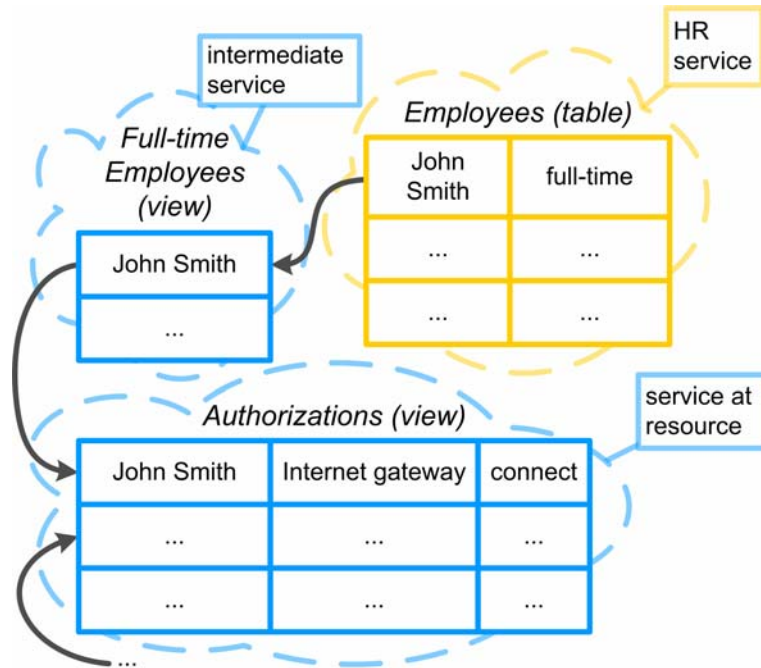 intermediate
service
HR
service
Employees (table)
Full-time
Employees
(view)
John
Smith
full-time
John Smith
...
...
...
...
...
Authorizations (view)
service at
resource
John Smith
Internet gateway
connect
...
...
...
...
...
...
...